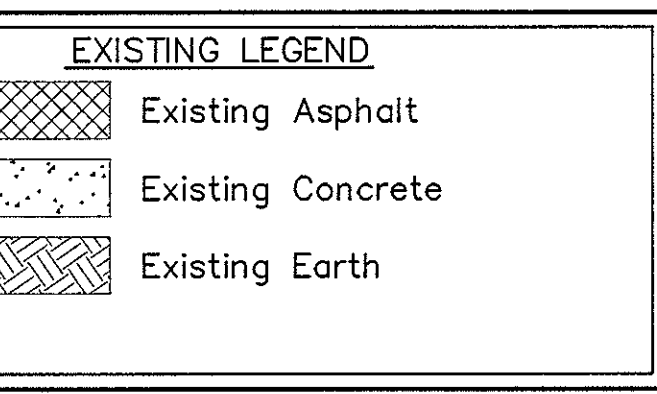 EXISTING LEGEND
Existing Asphalt
Existing Concrete
Existing Earth